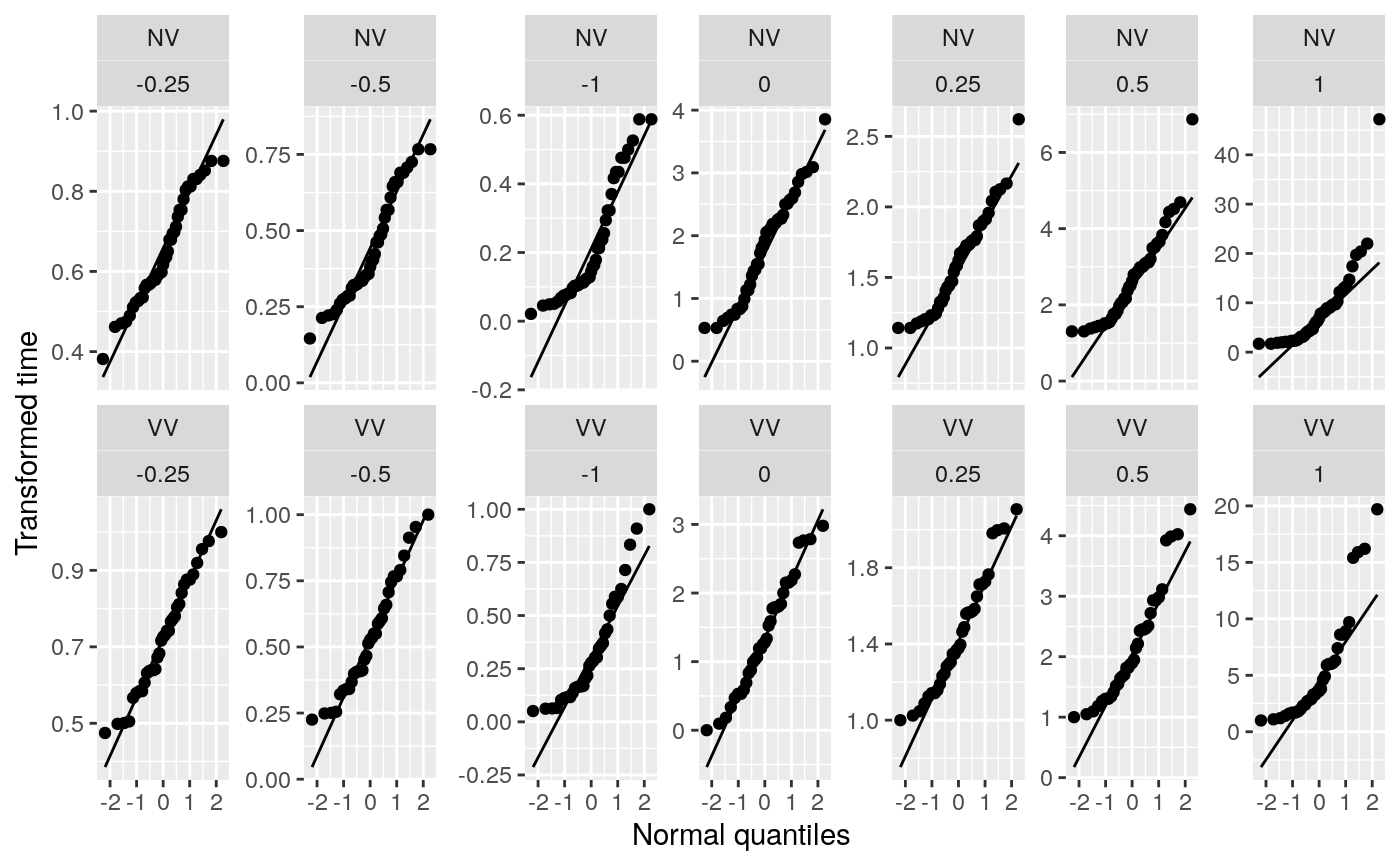 NV NV NV NV NV NV NV
-0.25 -0.5 -1 0 0.25 0.5 1
1.0 0.8 0.6 0.4
0.75 0.50 0.25 0.00
0.6 0.4 0.2 0.0 -0.2
4 3 2 1 0
2.5 2.0 1.5 1.0
6 4 2 0
40 30 20 10 0
Transformed time
VV VV VV VV VV VV VV
-0.25 -0.5 -1 0 0.25 0.5 1
0.9 0.7 0.5
1.00 0.75 0.50 0.25 0.00
1.00 0.75 0.50 0.25 0.00 -0.25
3 2 1 0
1.8 1.4 1.0
4 3 2 1 0
20 15 10 5 0
-2 -1 0 1 2 -2 -1 0 1 2 -2 -1 0 1 2 -2 -1 0 1 2 -2 -1 0 1 2 -2 -1 0 1 2 -2 -1 0 1 2
Normal quantiles